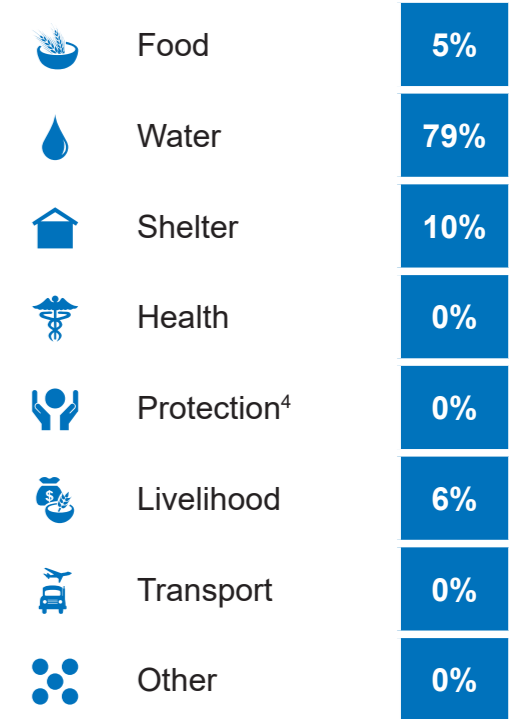 Food 5%
Water 79%
Shelter 10%
Health 0%
Protection⁴ 0%
$ Livelihood 6%
Transport 0%
Other 0%